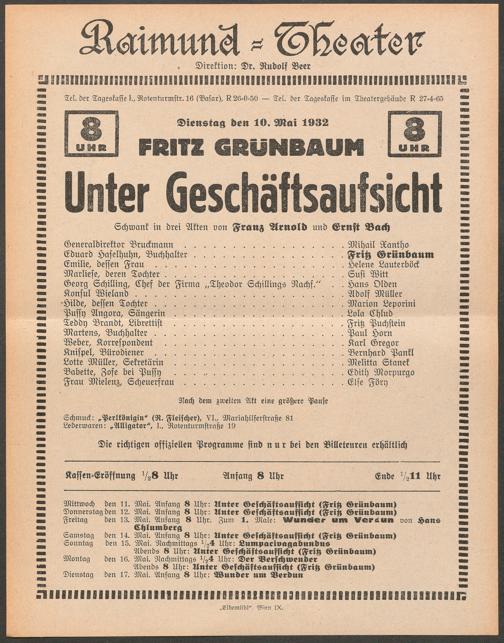 Raimund-Theater
Direktion: Dr. Rudolf Beer
Tel. der Tageskasse I., Rotenturmstr. 16 (Basar), R 26-0-50 — Tel. der Tageskasse im Theatergebäude R 27-4-65
Dienstag den 10. Mai 1932
8 UHR
8 UHR
FRITZ GRÜNBAUM
Unter Geschäftsaufsicht
Schwank in drei Akten von Franz Arnold und Ernst Bach
Generaldirektor Bruckmann . . . Mihail Xantho
Eduard Haselhuhn, Buchhalter . . . Fritz Grünbaum
Emilie, dessen Frau . . . Helene Lauterböck
Marliese, deren Tochter . . . Susi Witt
Georg Schilling, Chef der Firma „Theodor Schillings Nachf.“ . . . Hans Olden
Konsul Wieland . . . Adolf Müller
Hilde, dessen Tochter . . . Marion Leporini
Pussy Angora, Sängerin . . . Lola Chlud
Teddy Brandt, Librettist . . . Fritz Puchstein
Martens, Buchhalter . . . Paul Horn
Weber, Korrespondent . . . Karl Gregor
Knispel, Bürodiener . . . Bernhard Pankl
Lotte Müller, Sekretärin . . . Melitta Stanek
Babette, Zofe bei Pussy . . . Edith Morpurgo
Frau Mielenz, Scheuerfrau . . . Else Föry
Nach dem zweiten Akt eine größere Pause
Schmuck: „Perlkönigin“ (R. Fleischer), VI., Mariahilferstraße 81
Lederwaren: „Alligator“, I., Rotenturmstraße 19
Die richtigen offiziellen Programme sind nur bei den Billeteuren erhältlich
Kassen-Eröffnung 1/2 8 Uhr Anfang 8 Uhr Ende 1/2 11 Uhr
Mittwoch den 11. Mai. Anfang 8 Uhr: Unter Geschäftsaufsicht (Fritz Grünbaum)
Donnerstag den 12. Mai. Anfang 8 Uhr: Unter Geschäftsaufsicht (Fritz Grünbaum)
Freitag den 13. Mai. Anfang 8 Uhr. Zum 1. Male: Wunder um Verdun von Hans
Chlumberg
Samstag den 14. Mai. Anfang 8 Uhr: Unter Geschäftsaufsicht (Fritz Grünbaum)
Sonntag den 15. Mai. Nachmittags 1/2 4 Uhr: Lumpacivagabundus
Abends 8 Uhr: Unter Geschäftsaufsicht (Fritz Grünbaum)
Montag den 16. Mai. Nachmittags 1/2 4 Uhr: Der Verschwender
Abends 8 Uhr: Unter Geschäftsaufsicht (Fritz Grünbaum)
Dienstag den 17. Mai. Anfang 8 Uhr: Wunder um Verdun
„Elbemühl“, Wien IX.